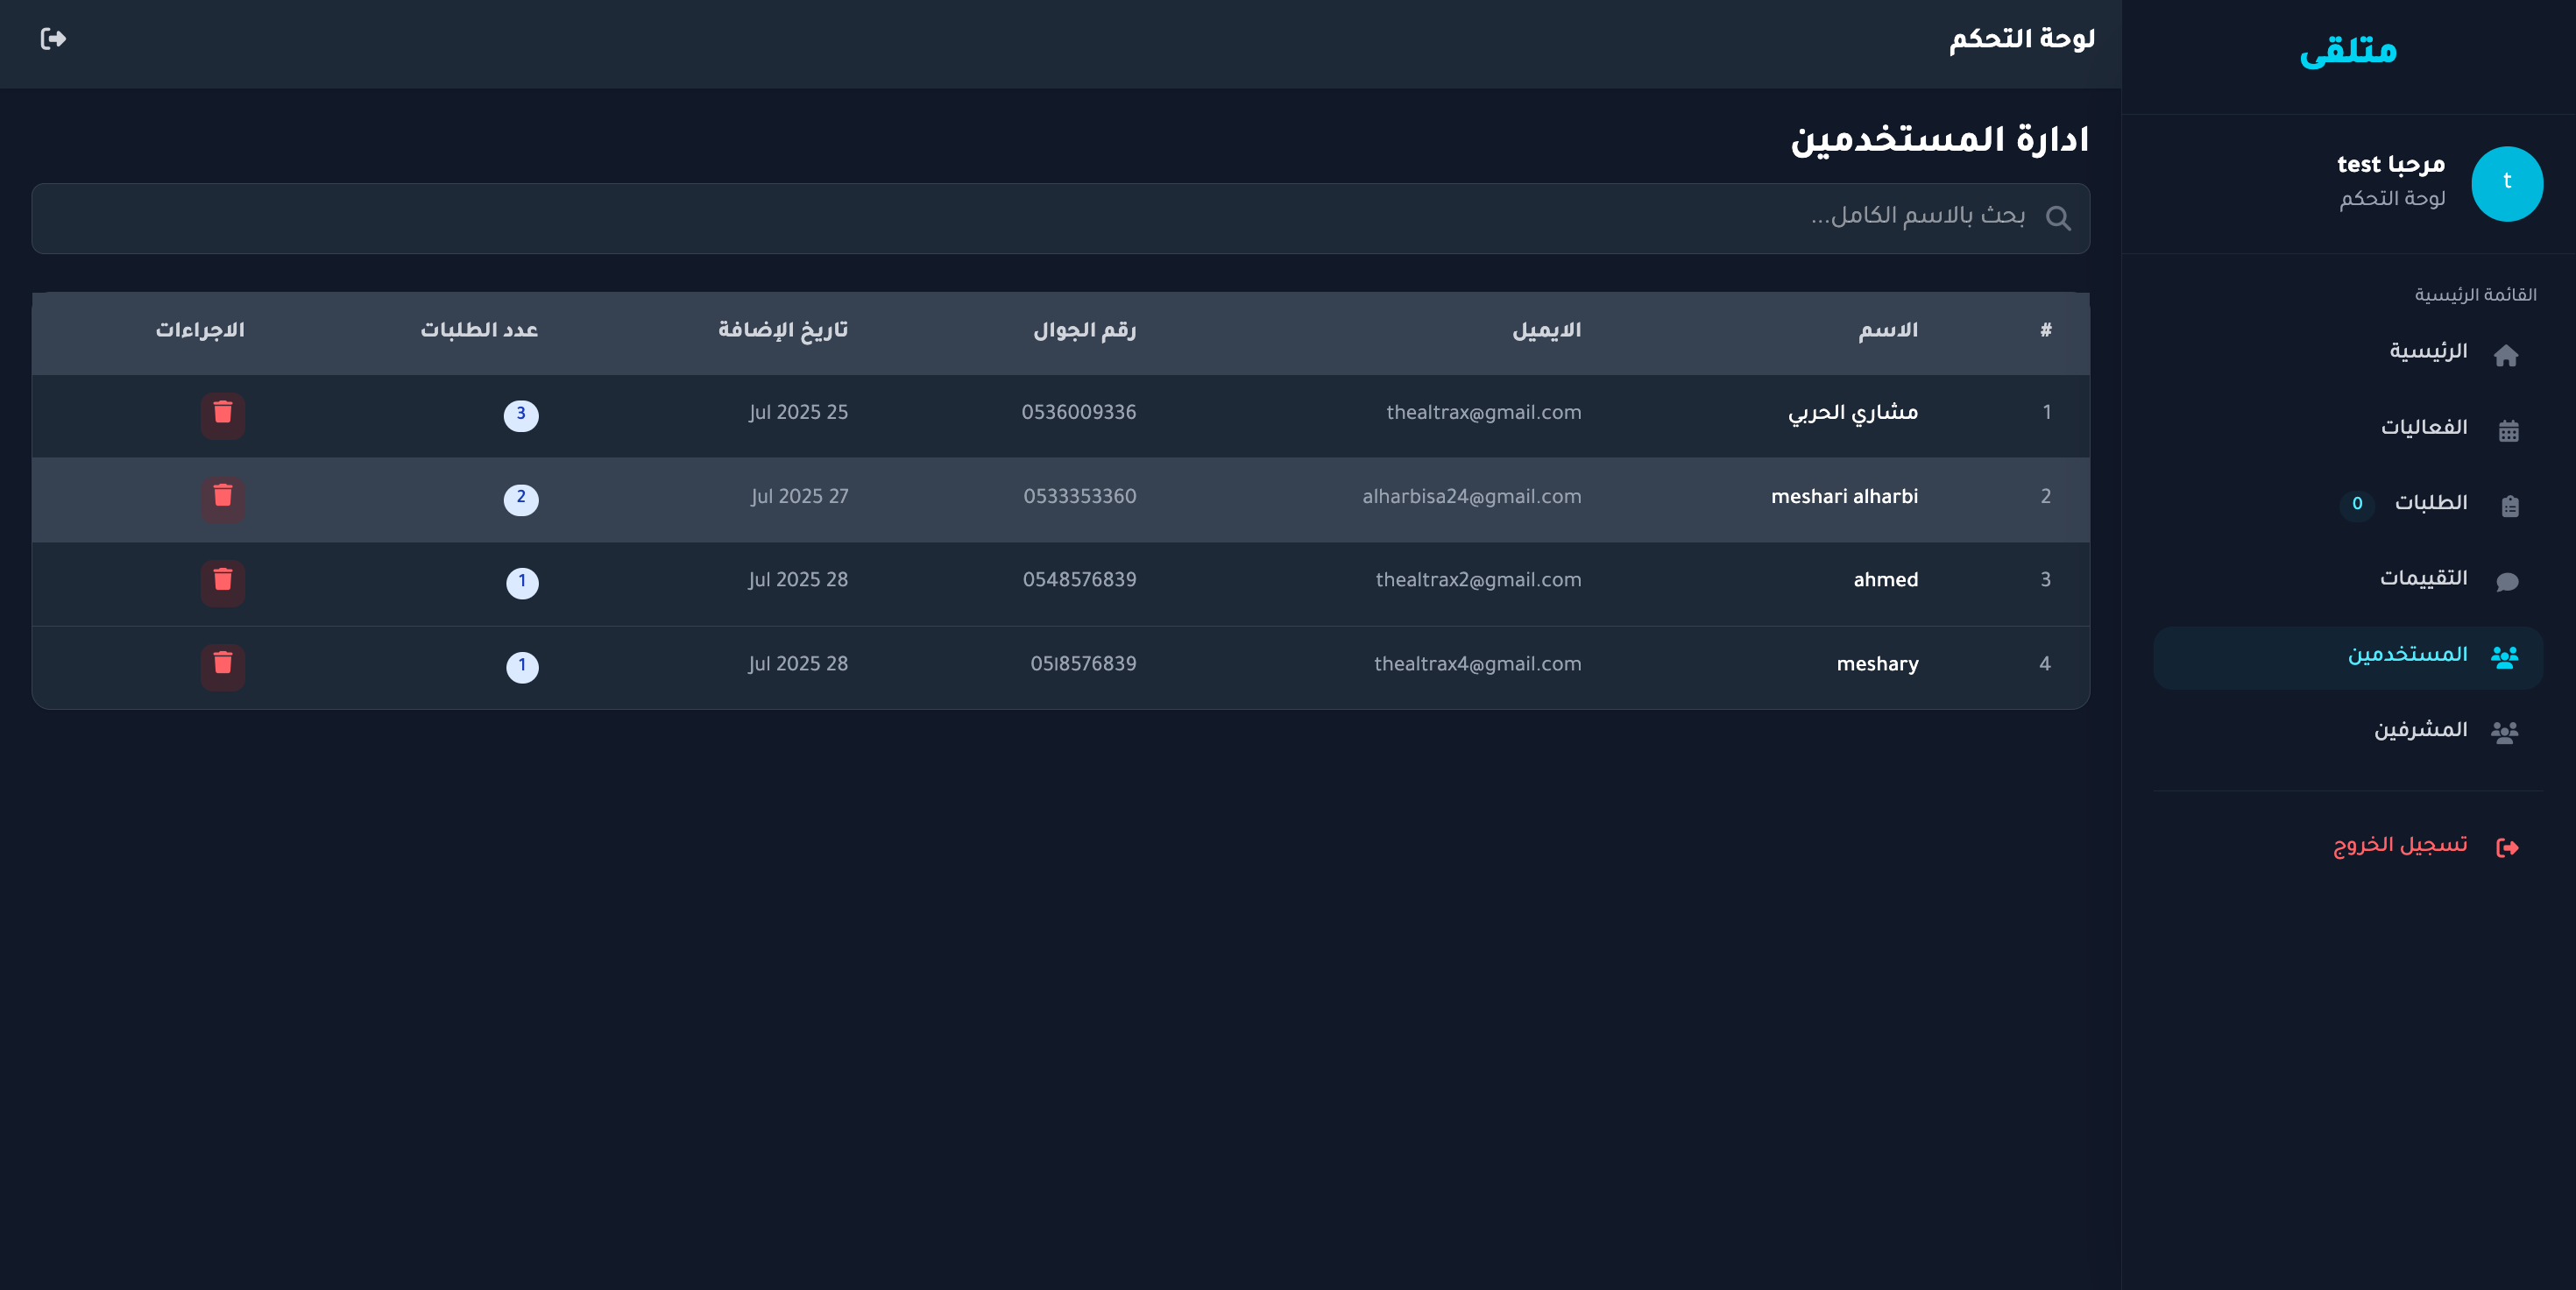 متلقى
مرحبا test
لوحة التحكم
القائمة الرئيسية
الرئيسية
الفعاليات
الطلبات 0
التقييمات
المستخدمين
المشرفين
تسجيل الخروج
لوحة التحكم
ادارة المستخدمين
بحث بالاسم الكامل...
# الاسم الايميل رقم الجوال تاريخ الإضافة عدد الطلبات الاجراءات
1 مشاري الحربي thealtrax@gmail.com 0536009336 25 Jul 2025 3
2 meshari alharbi alharbisa24@gmail.com 0533353360 27 Jul 2025 2
3 ahmed thealtrax2@gmail.com 0548576839 28 Jul 2025 1
4 meshary thealtrax4@gmail.com 05l8576839 28 Jul 2025 1
t